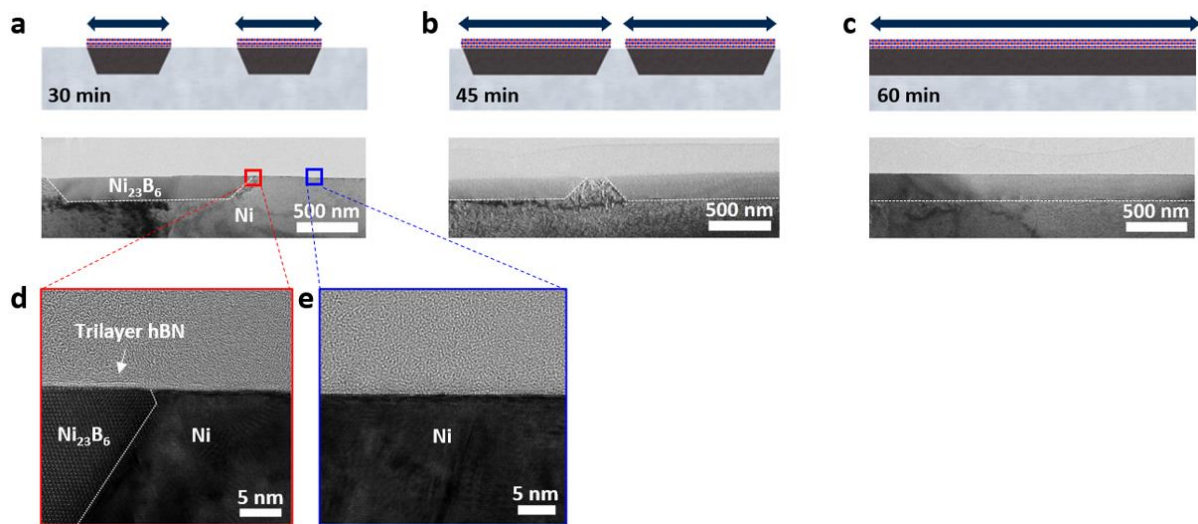 a
30 min
Ni₂₃B₆
Ni
500 nm
b
45 min
500 nm
c
60 min
500 nm
d
Trilayer hBN
Ni₂₃B₆
Ni
5 nm
e
Ni
5 nm